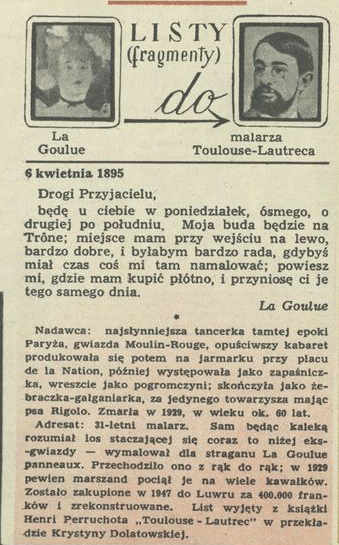 LISTY
(fragmenty)
do
La
Goulue
malarza
Toulouse-Lautreca
6 kwietnia 1895
Drogi Przyjacielu,
będę u ciebie w poniedziałek, ósmego, o
drugiej po południu. Moja buda będzie na
Trône; miejsce mam przy wejściu na lewo,
bardzo dobre, i byłabym bardzo rada, gdybyś
miał czas coś mi tam namalować; powiesz
mi, gdzie mam kupić płótno, i przyniosę ci je
tego samego dnia.
La Goulue
*
Nadawca: najsłynniejsza tancerka tamtej epoki
Paryża, gwiazda Moulin-Rouge, opuściwszy kabaret
produkowała się potem na jarmarku przy placu
de la Nation, później występowała jako zapaśnicz-
ka, wreszcie jako pogromczyni; skończyła jako że-
braczka-gałganiarka, za jedynego towarzysza mając
psa Rigolo. Zmarła w 1929, w wieku ok. 60 lat.
Adresat: 31-letni malarz. Sam będąc kaleką
rozumiał los staczającej się coraz to niżej eks-
-gwiazdy — wymalował dla straganu La Goulue
panneaux. Przechodziło ono z rąk do rąk; w 1929
pewien marszand pociął je na wiele kawałków.
Zostało zakupione w 1947 do Luwru za 400.000 fran-
ków i zrekonstruowane. List wyjęty z książki
Henri Perruchota „Toulouse-Lautrec" w przekła-
dzie Krystyny Dolatowskiej.